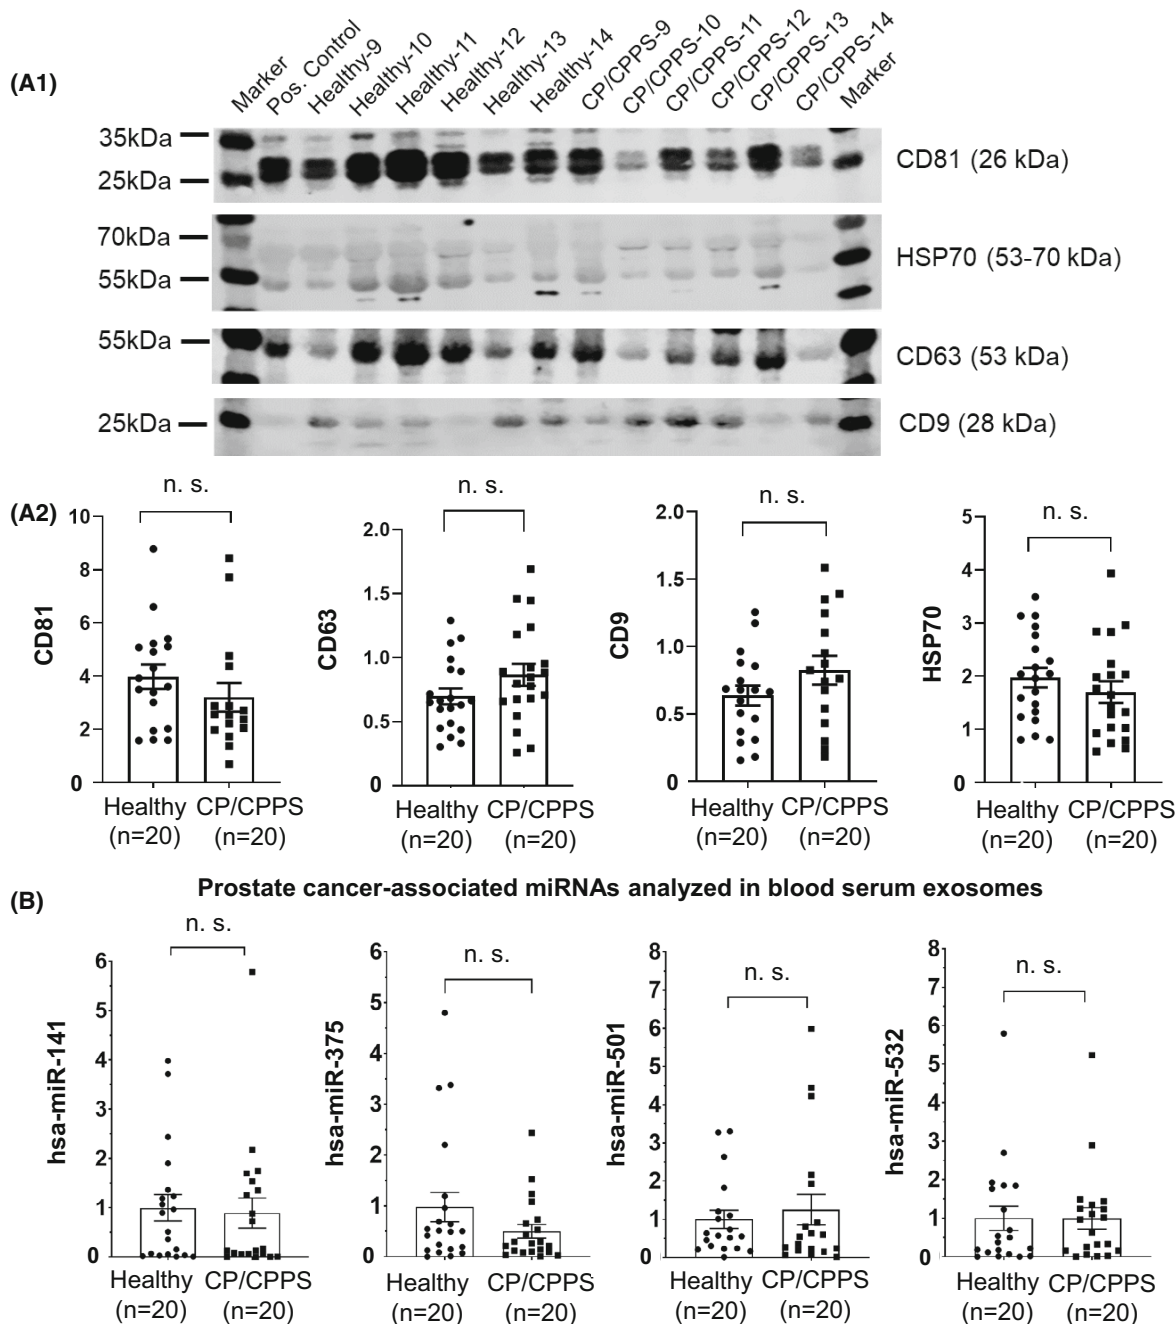 (A1)
Marker
Pos. Control
Healthy-9
Healthy-10
Healthy-11
Healthy-12
Healthy-13
Healthy-14
CP/CPPS-9
CP/CPPS-10
CP/CPPS-11
CP/CPPS-12
CP/CPPS-13
CP/CPPS-14
Marker
35kDa
25kDa
CD81 (26 kDa)
70kDa
55kDa
HSP70 (53-70 kDa)
55kDa
CD63 (53 kDa)
25kDa
CD9 (28 kDa)
(A2)
n. s.
10
8
6
4
2
0
CD81
Healthy CP/CPPS
(n=20) (n=20)
n. s.
2.0
1.5
1.0
0.5
0
CD63
Healthy CP/CPPS
(n=20) (n=20)
n. s.
2.0
1.5
1.0
0.5
0
CD9
Healthy CP/CPPS
(n=20) (n=20)
n. s.
5
4
3
2
1
0
HSP70
Healthy CP/CPPS
(n=20) (n=20)
(B)
Prostate cancer-associated miRNAs analyzed in blood serum exosomes
n. s.
6
5
4
3
2
1
0
hsa-miR-141
Healthy CP/CPPS
(n=20) (n=20)
n. s.
6
5
4
3
2
1
0
hsa-miR-375
Healthy CP/CPPS
(n=20) (n=20)
n. s.
8
7
6
5
4
3
2
1
0
hsa-miR-501
Healthy CP/CPPS
(n=20) (n=20)
n. s.
8
7
6
5
4
3
2
1
0
hsa-miR-532
Healthy CP/CPPS
(n=20) (n=20)